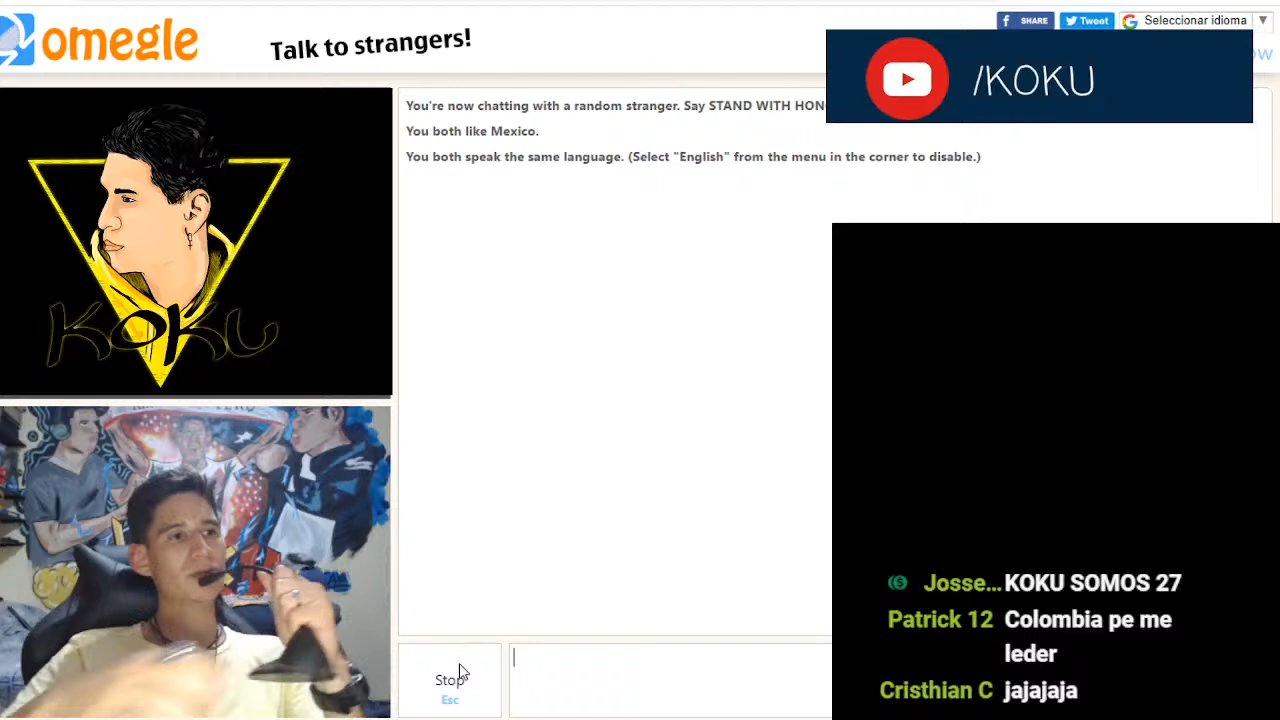 omegle
Talk to strangers!
SHARE
Tweet
Seleccionar idioma
/KOKU
You're now chatting with a random stranger. Say STAND WITH HON
You both like Mexico.
You both speak the same language. (Select "English" from the menu in the corner to disable.)
KOKU
Josse... KOKU SOMOS 27
Patrick 12 Colombia pe me
leder
Cristhian C jajajaja
Stop
Esc